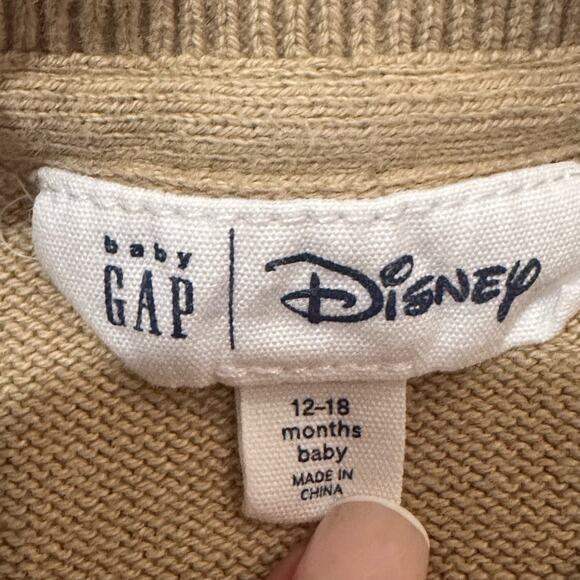 baby
GAP
Disney
12-18
months
baby
MADE IN
CHINA